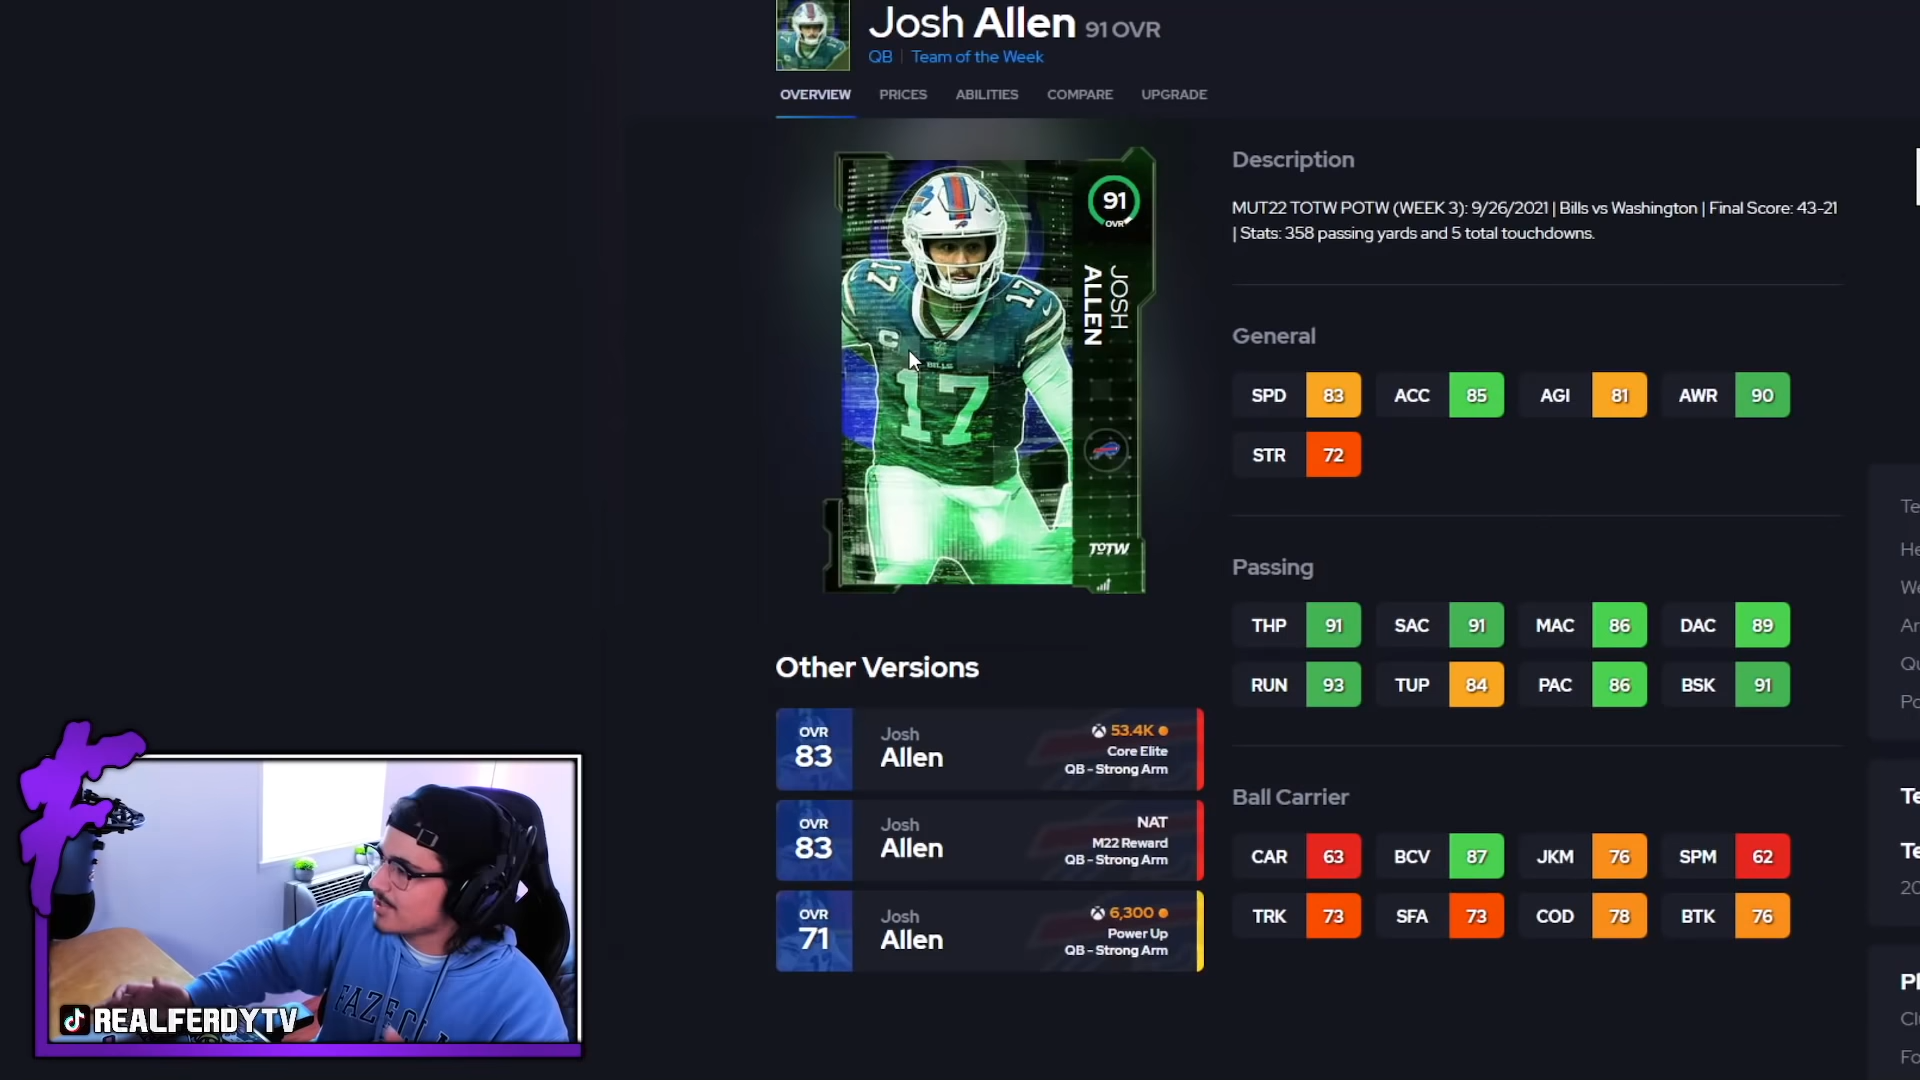 Josh Allen 91 OVR
QB | Team of the Week
OVERVIEW PRICES ABILITIES COMPARE UPGRADE
91
OVR
JOSH
ALLEN
17
17
C
BILLS
17
TOTW
Description
MUT22 TOTW POTW (WEEK 3): 9/26/2021 | Bills vs Washington | Final Score: 43-21
| Stats: 358 passing yards and 5 total touchdowns.
General
SPD 83 ACC 85 AGI 81 AWR 90
STR 72
Passing
THP 91 SAC 91 MAC 86 DAC 89
RUN 93 TUP 84 PAC 86 BSK 91
Ball Carrier
CAR 63 BCV 87 JKM 76 SPM 62
TRK 73 SFA 73 COD 78 BTK 76
Other Versions
OVR
83
Josh
Allen
53.4K
Core Elite
QB - Strong Arm
OVR
83
Josh
Allen
NAT
M22 Reward
QB - Strong Arm
OVR
71
Josh
Allen
6,300
Power Up
QB - Strong Arm
REALFERDYTV